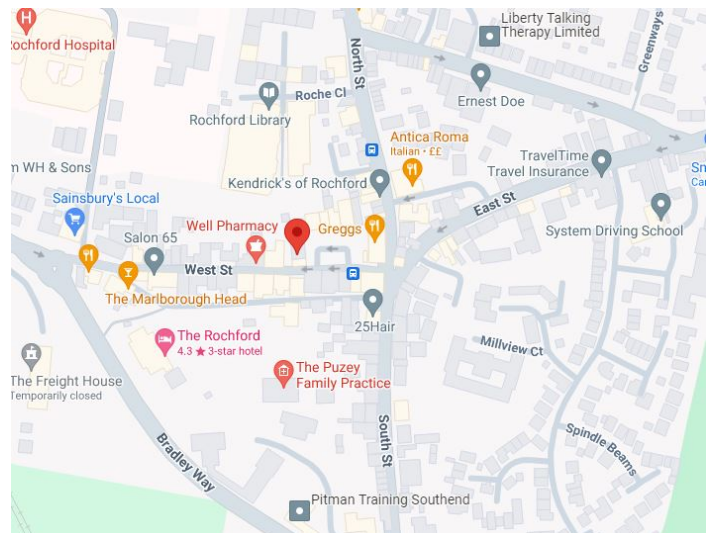 Liberty Talking
Therapy Limited
Greenways
Rochford Hospital
North St
Roche Cl
Ernest Doe
Rochford Library
Antica Roma
Italian • ££
TravelTime
Travel Insurance
m WH & Sons
Kendrick's of Rochford
Sn
Ca
Sainsbury's Local
East St
Well Pharmacy
Greggs
Salon 65
System Driving School
West St
The Marlborough Head
25Hair
The Rochford
4.3 ★ 3-star hotel
Millview Ct
The Puzey
Family Practice
The Freight House
Temporarily closed
South St
Bradley Way
Spindle Beams
Pitman Training Southend